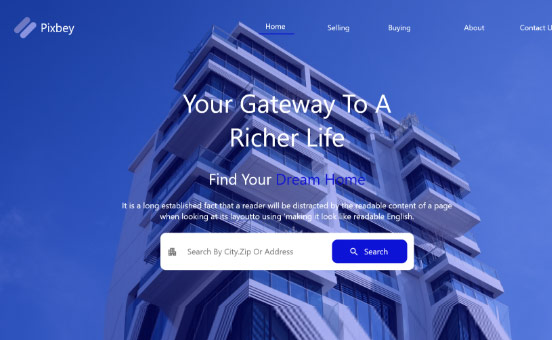 Pixbey
Home Selling Buying About Contact U
Your Gateway To A
Richer Life
Find Your Dream Home
It is a long established fact that a reader will be distracted by the readable content of a page
when looking at its layoutto using 'making it look like readable English.
Search By City.Zip Or Address
Search